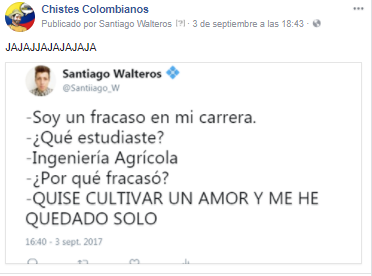 Chistes Colombianos
Publicado por Santiago Walteros [?] · 3 de septiembre a las 18:43 ·
JAJAJJAJAJAJAJA
Santiago Walteros
@Santiiago_W
-Soy un fracaso en mi carrera.
-¿Qué estudiaste?
-Ingeniería Agrícola
-¿Por qué fracasó?
-QUISE CULTIVAR UN AMOR Y ME HE
QUEDADO SOLO
16:40 - 3 sept. 2017